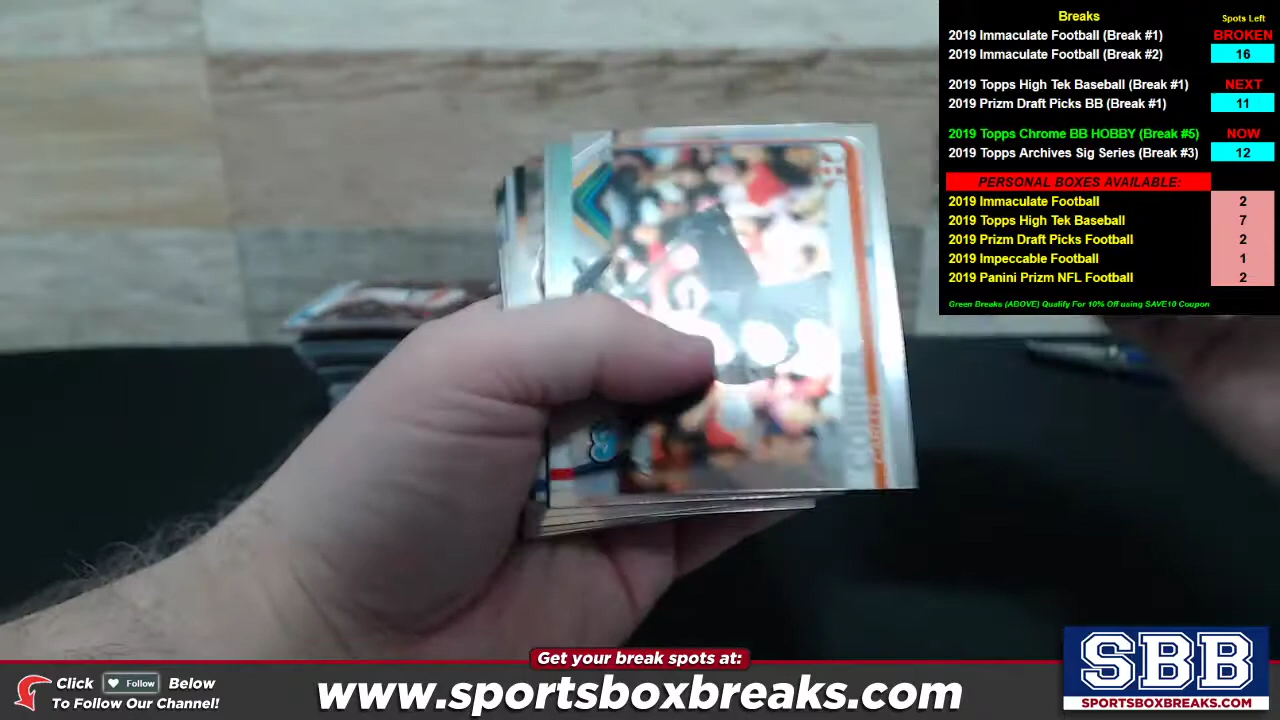 Breaks Spots Left
2019 Immaculate Football (Break #1) BROKEN
2019 Immaculate Football (Break #2) 16
2019 Topps High Tek Baseball (Break #1) NEXT
2019 Prizm Draft Picks BB (Break #1) 11
2019 Topps Chrome BB HOBBY (Break #5) NOW
2019 Topps Archives Sig Series (Break #3) 12
PERSONAL BOXES AVAILABLE:
2019 Immaculate Football 2
2019 Topps High Tek Baseball 7
2019 Prizm Draft Picks Football 2
2019 Impeccable Football 1
2019 Panini Prizm NFL Football 2
Green Breaks (ABOVE) Qualify For 10% Off using SAVE10 Coupon
Get your break spots at:
Click Follow Below
To Follow Our Channel!
www.sportsboxbreaks.com
SBB
SPORTSBOXBREAKS.COM